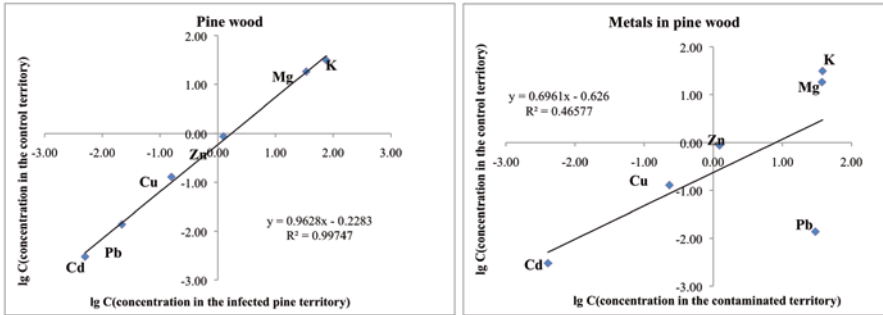 Pine wood
lg C(concentration in the control territory)
2.00
1.00
0.00
-1.00
-2.00
-3.00
-3.00 -2.00 -1.00 0.00 1.00 2.00 3.00
K
Mg
Zn
Cu
Pb
Cd
y = 0.9628x - 0.2283
R² = 0.99747
lg C(concentration in the infected pine territory)
Metals in pine wood
lg C(concentration in the control territory)
2.00
1.00
0.00
-1.00
-2.00
-3.00
-3.00 -2.00 -1.00 0.00 1.00 2.00
K
Mg
y = 0.6961x - 0.626
R² = 0.46577
Zn
Cu
Pb
Cd
lg C(concentration in the contaminated territory)